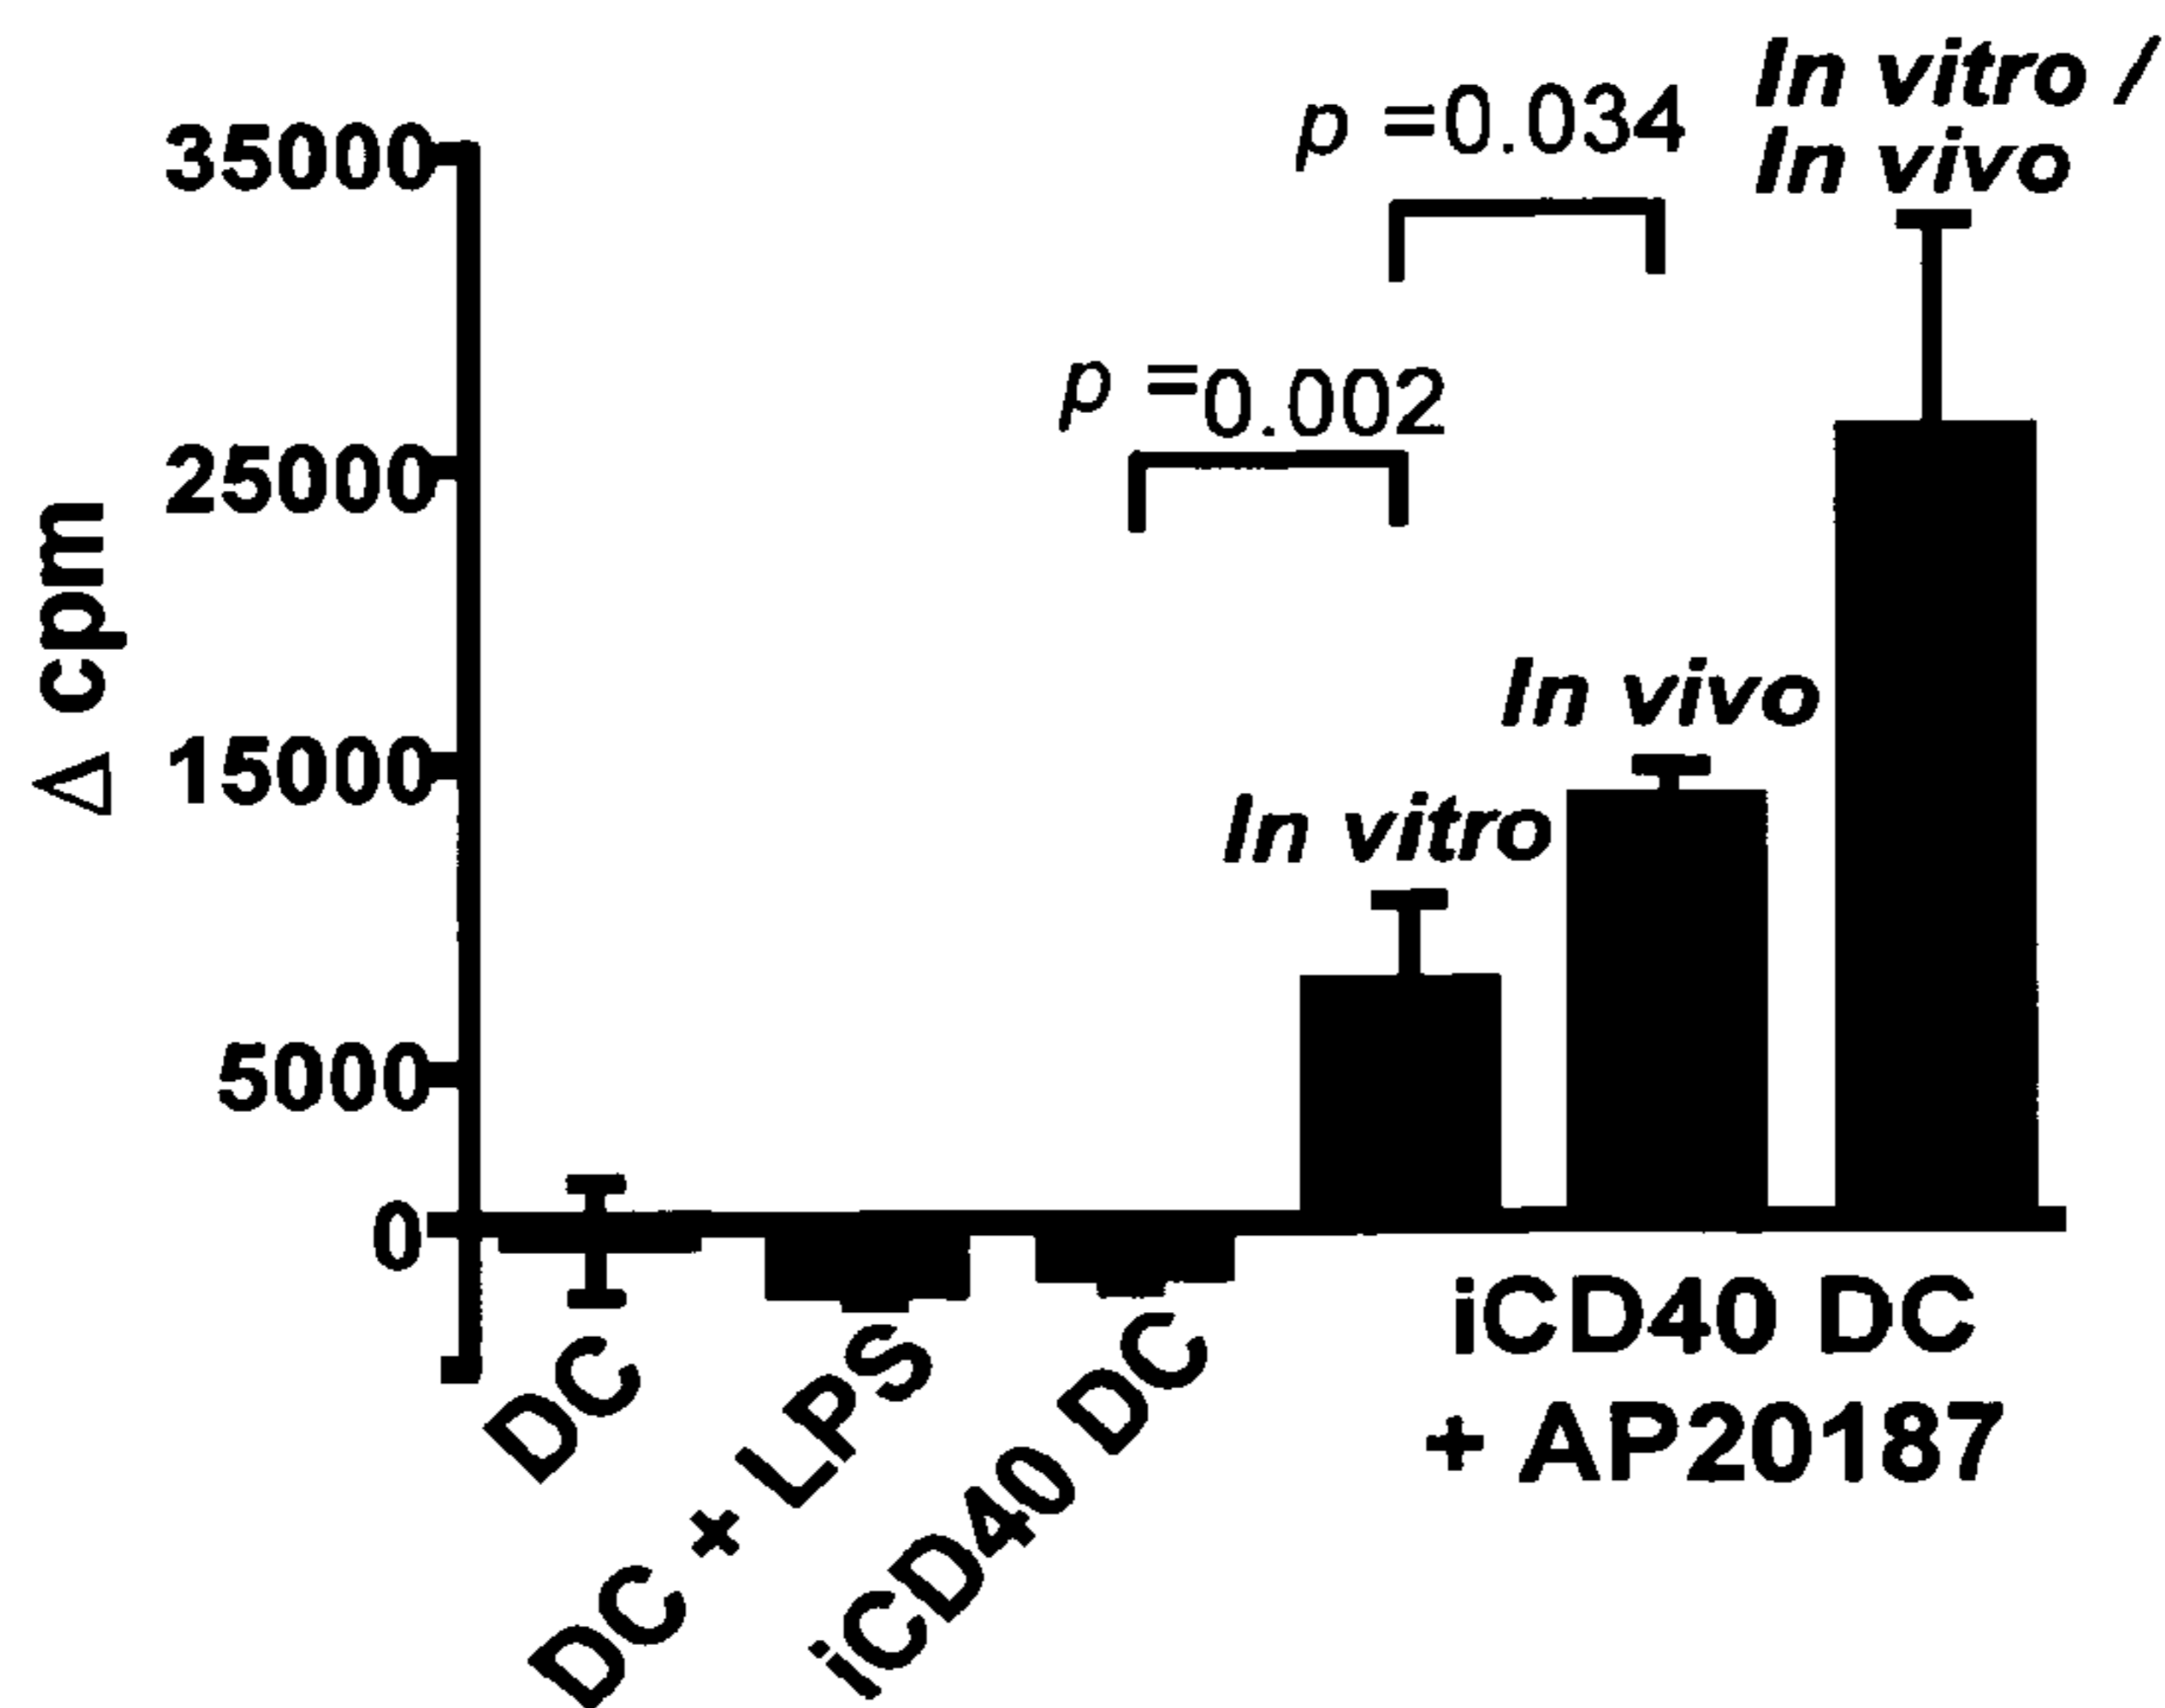 In vitro /
In vivo
p =0.034
35000
p =0.002
25000
Δ cpm
In vivo
15000
In vitro
5000
0
DC
DC + LPS
iCD40 DC
iCD40 DC
+ AP20187